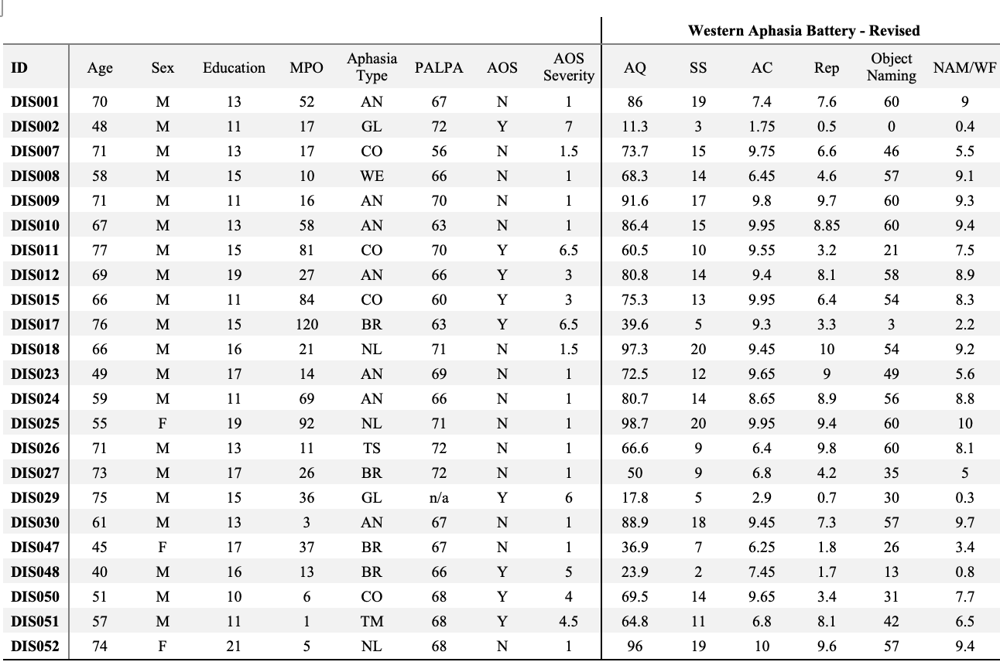 Western Aphasia Battery - Revised
ID Age Sex Education MPO Aphasia Type PALPA AOS AOS Severity AQ SS AC Rep Object Naming NAM/WF
DIS001 70 M 13 52 AN 67 N 1 86 19 7.4 7.6 60 9
DIS002 48 M 11 17 GL 72 Y 7 11.3 3 1.75 0.5 0 0.4
DIS007 71 M 13 17 CO 56 N 1.5 73.7 15 9.75 6.6 46 5.5
DIS008 58 M 15 10 WE 66 N 1 68.3 14 6.45 4.6 57 9.1
DIS009 71 M 11 16 AN 70 N 1 91.6 17 9.8 9.7 60 9.3
DIS010 67 M 13 58 AN 63 N 1 86.4 15 9.95 8.85 60 9.4
DIS011 77 M 15 81 CO 70 Y 6.5 60.5 10 9.55 3.2 21 7.5
DIS012 69 M 19 27 AN 66 Y 3 80.8 14 9.4 8.1 58 8.9
DIS015 66 M 11 84 CO 60 Y 3 75.3 13 9.95 6.4 54 8.3
DIS017 76 M 15 120 BR 63 Y 6.5 39.6 5 9.3 3.3 3 2.2
DIS018 66 M 16 21 NL 71 N 1.5 97.3 20 9.45 10 54 9.2
DIS023 49 M 17 14 AN 69 N 1 72.5 12 9.65 9 49 5.6
DIS024 59 M 11 69 AN 66 N 1 80.7 14 8.65 8.9 56 8.8
DIS025 55 F 19 92 NL 71 N 1 98.7 20 9.95 9.4 60 10
DIS026 71 M 13 11 TS 72 N 1 66.6 9 6.4 9.8 60 8.1
DIS027 73 M 17 26 BR 72 N 1 50 9 6.8 4.2 35 5
DIS029 75 M 15 36 GL n/a Y 6 17.8 5 2.9 0.7 30 0.3
DIS030 61 M 13 3 AN 67 N 1 88.9 18 9.45 7.3 57 9.7
DIS047 45 F 17 37 BR 67 N 1 36.9 7 6.25 1.8 26 3.4
DIS048 40 M 16 13 BR 66 Y 5 23.9 2 7.45 1.7 13 0.8
DIS050 51 M 10 6 CO 68 Y 4 69.5 14 9.65 3.4 31 7.7
DIS051 57 M 11 1 TM 68 Y 4.5 64.8 11 6.8 8.1 42 6.5
DIS052 74 F 21 5 NL 68 N 1 96 19 10 9.6 57 9.4